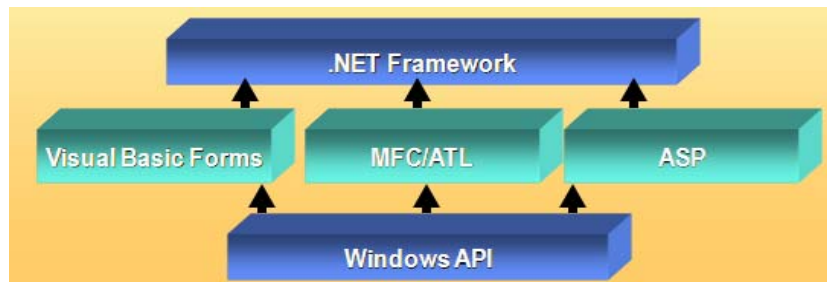 .NET Framework
Visual Basic Forms
MFC/ATL
ASP
Windows API